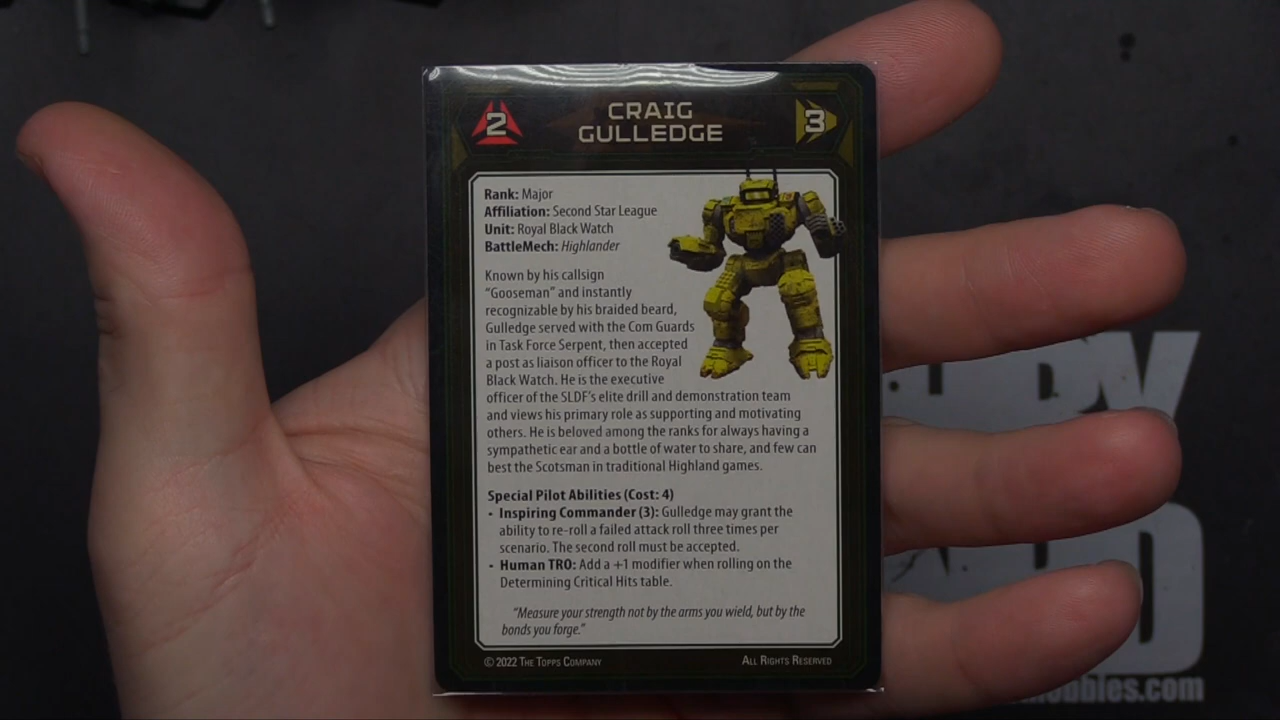 2
CRAIG
GULLEDGE
3
Rank: Major
Affiliation: Second Star League
Unit: Royal Black Watch
BattleMech: Highlander
Known by his callsign
“Gooseman” and instantly
recognizable by his braided beard,
Gulledge served with the Com Guards
in Task Force Serpent, then accepted
a post as liaison officer to the Royal
Black Watch. He is the executive
officer of the SLDF’s elite drill and demonstration team
and views his primary role as supporting and motivating
others. He is beloved among the ranks for always having a
sympathetic ear and a bottle of water to share, and few can
best the Scotsman in traditional Highland games.
Special Pilot Abilities (Cost: 4)
• Inspiring Commander (3): Gulledge may grant the
ability to re-roll a failed attack roll three times per
scenario. The second roll must be accepted.
• Human TRO: Add a +1 modifier when rolling on the
Determining Critical Hits table.
“Measure your strength not by the arms you wield, but by the
bonds you forge.”
© 2022 The Topps Company
All Rights Reserved